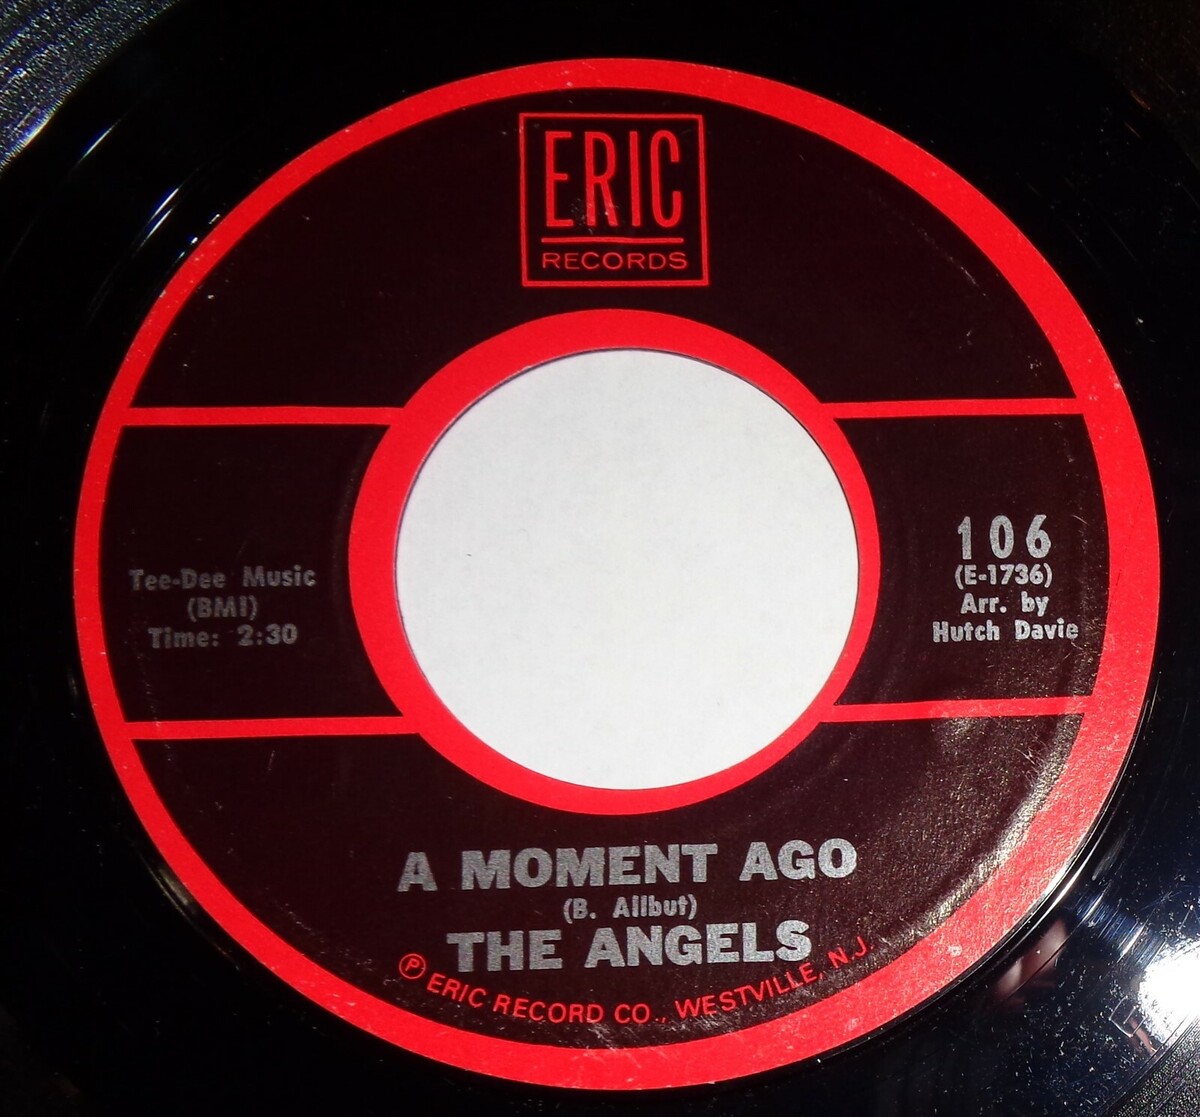 ERIC
RECORDS
Tee-Dee Music
(BMI)
Time: 2:30
106
(E-1736)
Arr. by
Hutch Davie
A MOMENT AGO
(B. Allbut)
THE ANGELS
℗ ERIC RECORD CO., WESTVILLE, N.J.